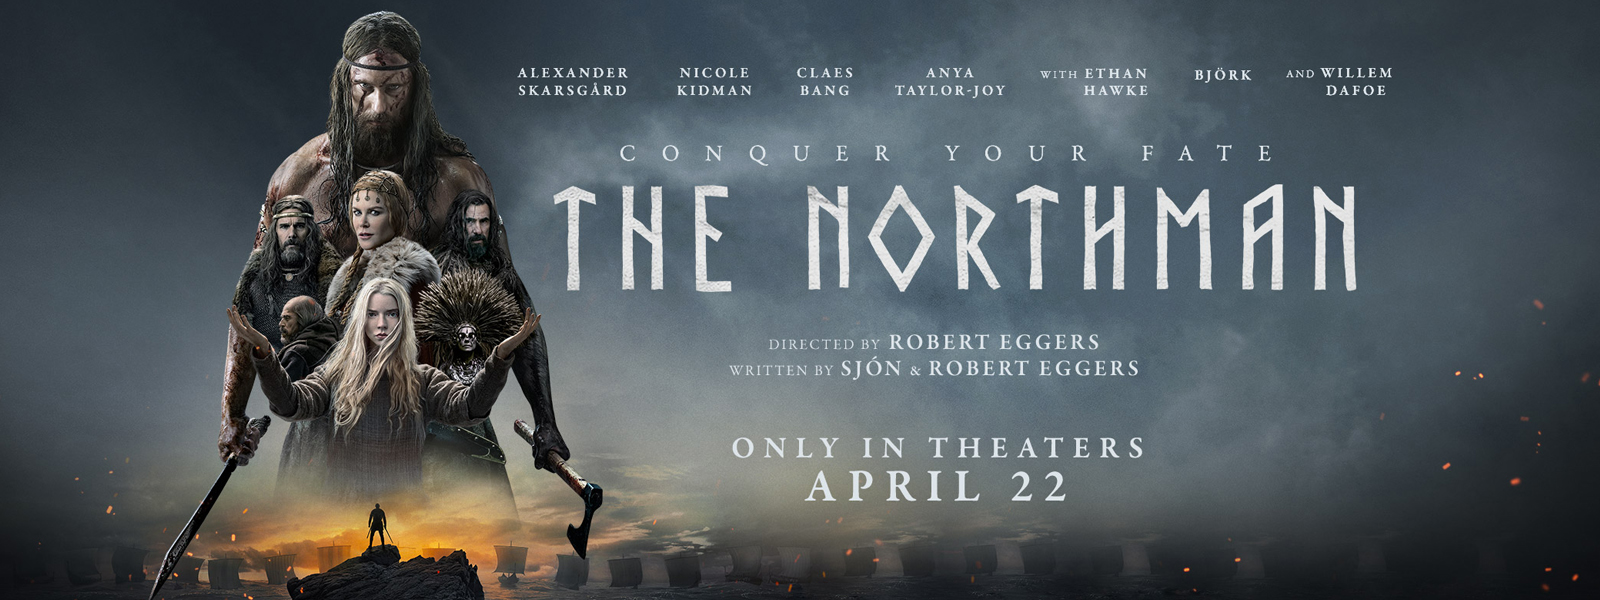 ALEXANDER SKARSGÅRD
NICOLE KIDMAN
CLAES BANG
ANYA TAYLOR-JOY
WITH ETHAN HAWKE
BJÖRK
AND WILLEM DAFOE
CONQUER YOUR FATE
THE NORTHMAN
DIRECTED BY ROBERT EGGERS
WRITTEN BY SJÓN & ROBERT EGGERS
ONLY IN THEATERS
APRIL 22